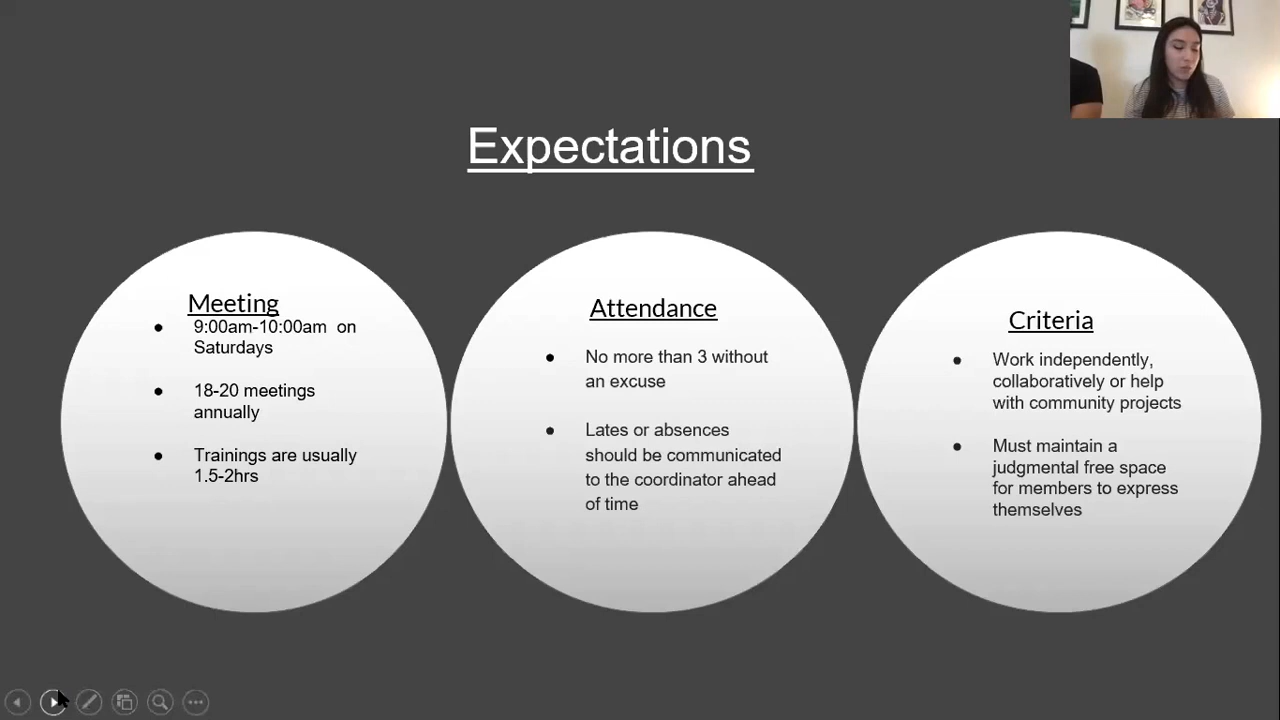 Expectations
Meeting
9:00am-10:00am on
Saturdays
18-20 meetings
annually
Trainings are usually
1.5-2hrs
Attendance
No more than 3 without
an excuse
Lates or absences
should be communicated
to the coordinator ahead
of time
Criteria
Work independently,
collaboratively or help
with community projects
Must maintain a
judgmental free space
for members to express
themselves